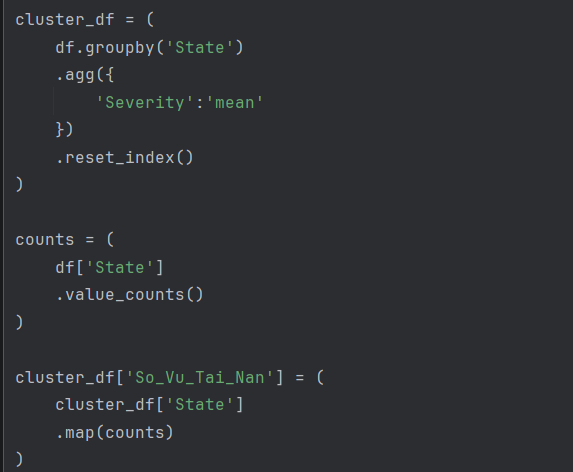 cluster_df = (
    df.groupby('State')
    .agg({
        'Severity':'mean'
    })
    .reset_index()
)

counts = (
    df['State']
    .value_counts()
)

cluster_df['So_Vu_Tai_Nan'] = (
    cluster_df['State']
    .map(counts)
)